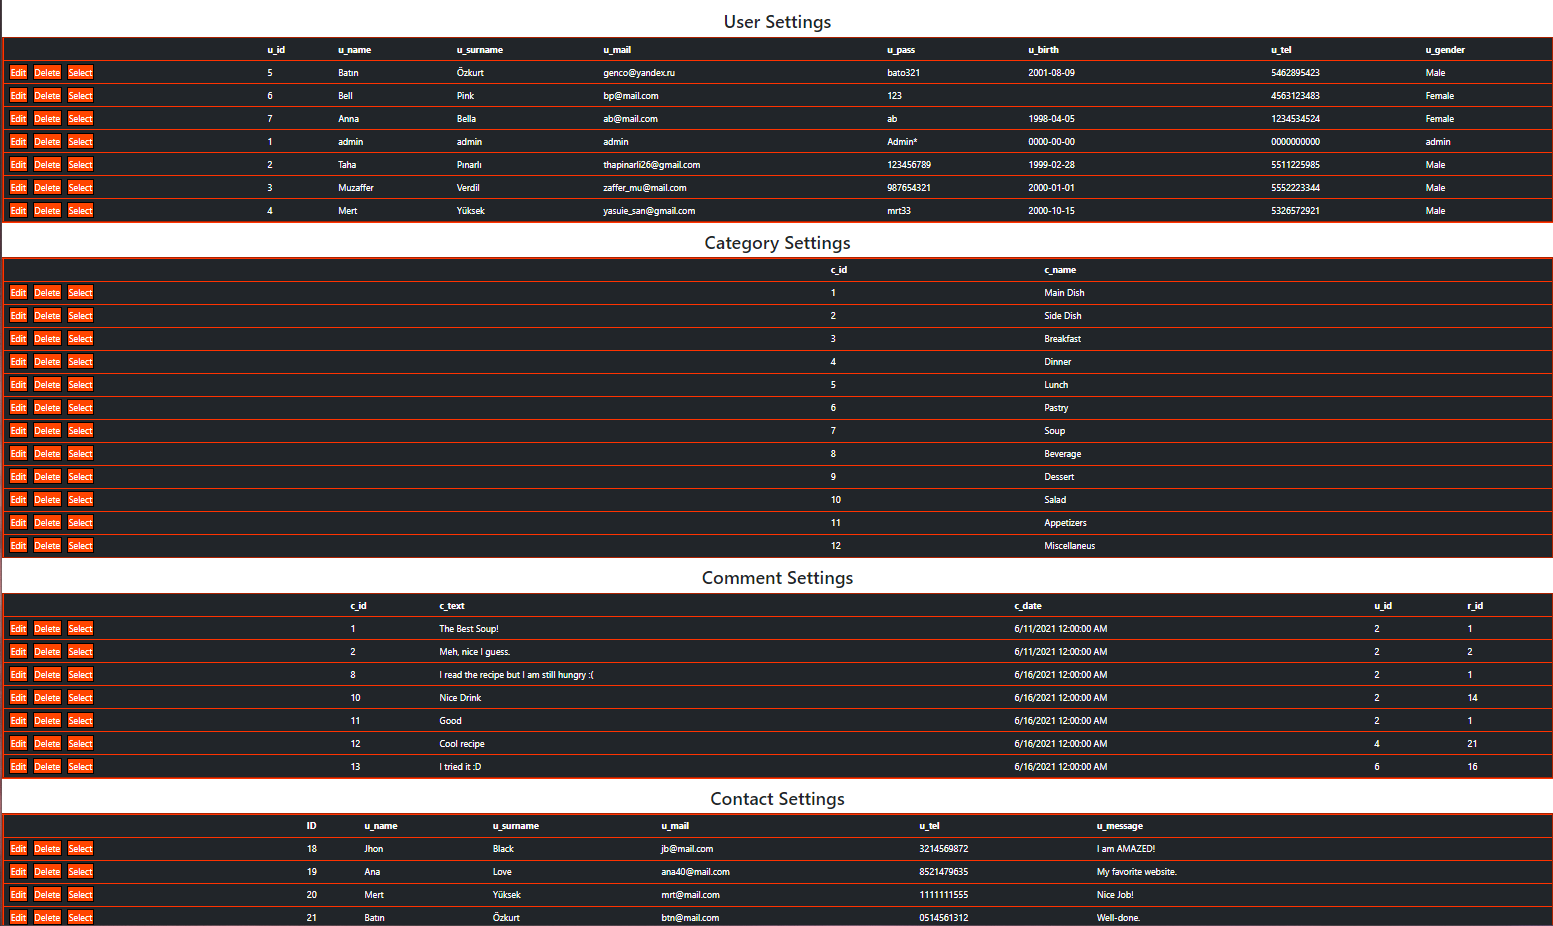 User Settings
u_id u_name u_surname u_mail u_pass u_birth u_tel u_gender
Edit Delete Select 5 Batın Özkurt genco@yandex.ru bato321 2001-08-09 5462895423 Male
Edit Delete Select 6 Bell Pink bp@mail.com 123 4563123483 Female
Edit Delete Select 7 Anna Bella ab@mail.com ab 1998-04-05 1234534524 Female
Edit Delete Select 1 admin admin admin Admin* 0000-00-00 0000000000 admin
Edit Delete Select 2 Taha Pınarlı thapinarli26@gmail.com 123456789 1999-02-28 5511225985 Male
Edit Delete Select 3 Muzaffer Verdil zaffer_mu@mail.com 987654321 2000-01-01 5552223344 Male
Edit Delete Select 4 Mert Yüksek yasuie_san@gmail.com mrt33 2000-10-15 5326572921 Male
Category Settings
c_id c_name
Edit Delete Select 1 Main Dish
Edit Delete Select 2 Side Dish
Edit Delete Select 3 Breakfast
Edit Delete Select 4 Dinner
Edit Delete Select 5 Lunch
Edit Delete Select 6 Pastry
Edit Delete Select 7 Soup
Edit Delete Select 8 Beverage
Edit Delete Select 9 Dessert
Edit Delete Select 10 Salad
Edit Delete Select 11 Appetizers
Edit Delete Select 12 Miscellaneus
Comment Settings
c_id c_text c_date u_id r_id
Edit Delete Select 1 The Best Soup! 6/11/2021 12:00:00 AM 2 1
Edit Delete Select 2 Meh, nice I guess. 6/11/2021 12:00:00 AM 2 2
Edit Delete Select 8 I read the recipe but I am still hungry :( 6/16/2021 12:00:00 AM 2 1
Edit Delete Select 10 Nice Drink 6/16/2021 12:00:00 AM 2 14
Edit Delete Select 11 Good 6/16/2021 12:00:00 AM 2 1
Edit Delete Select 12 Cool recipe 6/16/2021 12:00:00 AM 4 21
Edit Delete Select 13 I tried it :D 6/16/2021 12:00:00 AM 6 16
Contact Settings
ID u_name u_surname u_mail u_tel u_message
Edit Delete Select 18 Jhon Black jb@mail.com 3214569872 I am AMAZED!
Edit Delete Select 19 Ana Love ana40@mail.com 8521479635 My favorite website.
Edit Delete Select 20 Mert Yüksek mrt@mail.com 1111111555 Nice Job!
Edit Delete Select 21 Batın Özkurt btn@mail.com 0514561312 Well-done.